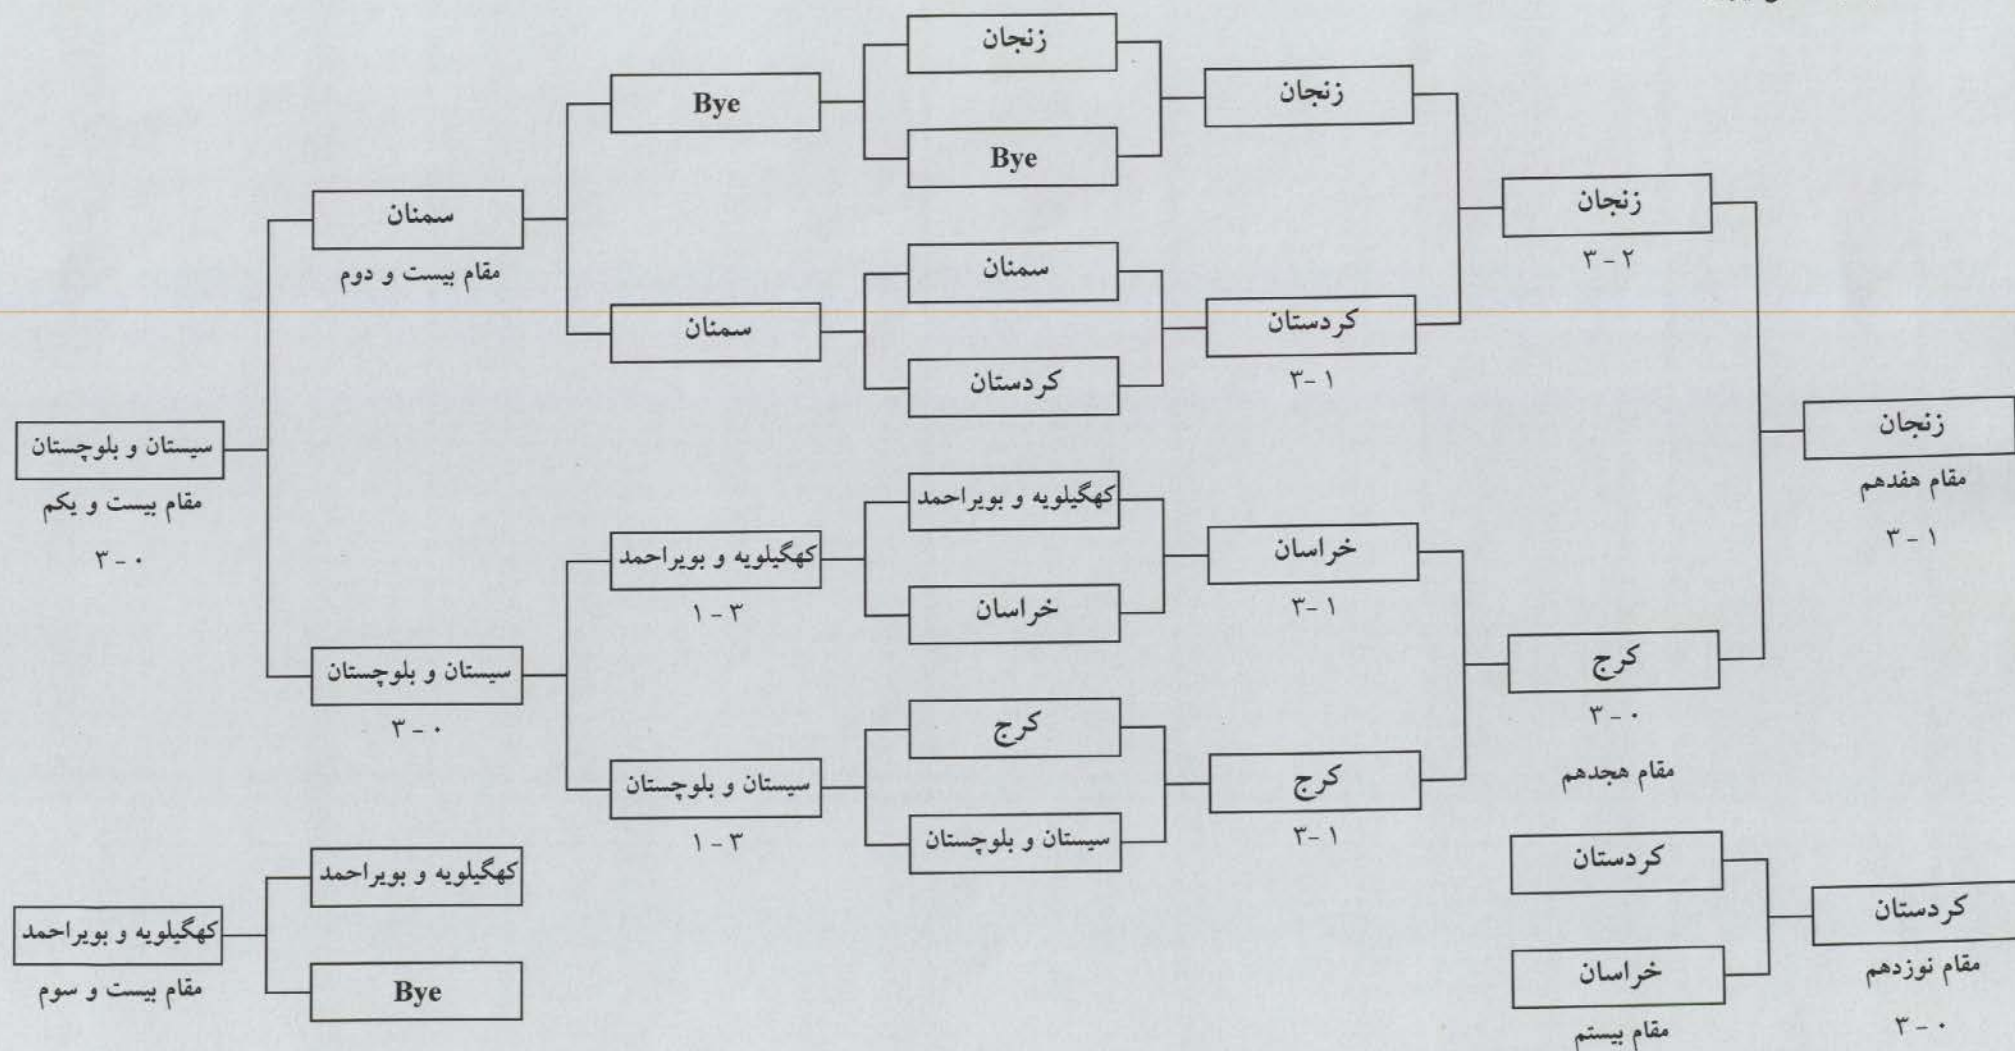 زنجان
Bye
زنجان
Bye
زنجان
سمنان
مقام بیست و دوم
۳ - ۲
سمنان
سمنان
کردستان
۳- ۱
کردستان
زنجان
مقام هفدهم
۳ - ۱
سیستان و بلوچستان
مقام بیست و یکم
۳ - ۰
کهگیلویه و بویراحمد
خراسان
۳- ۱
کهگیلویه و بویراحمد
۱ - ۳
خراسان
سیستان و بلوچستان
۳ - ۰
کرج
۳ - ۰
مقام هجدهم
کرج
کرج
۳- ۱
سیستان و بلوچستان
۱ - ۳
سیستان و بلوچستان
کهگیلویه و بویراحمد
کردستان
کهگیلویه و بویراحمد
مقام بیست و سوم
کردستان
مقام نوزدهم
۳ - ۰
Bye
خراسان
مقام بیستم